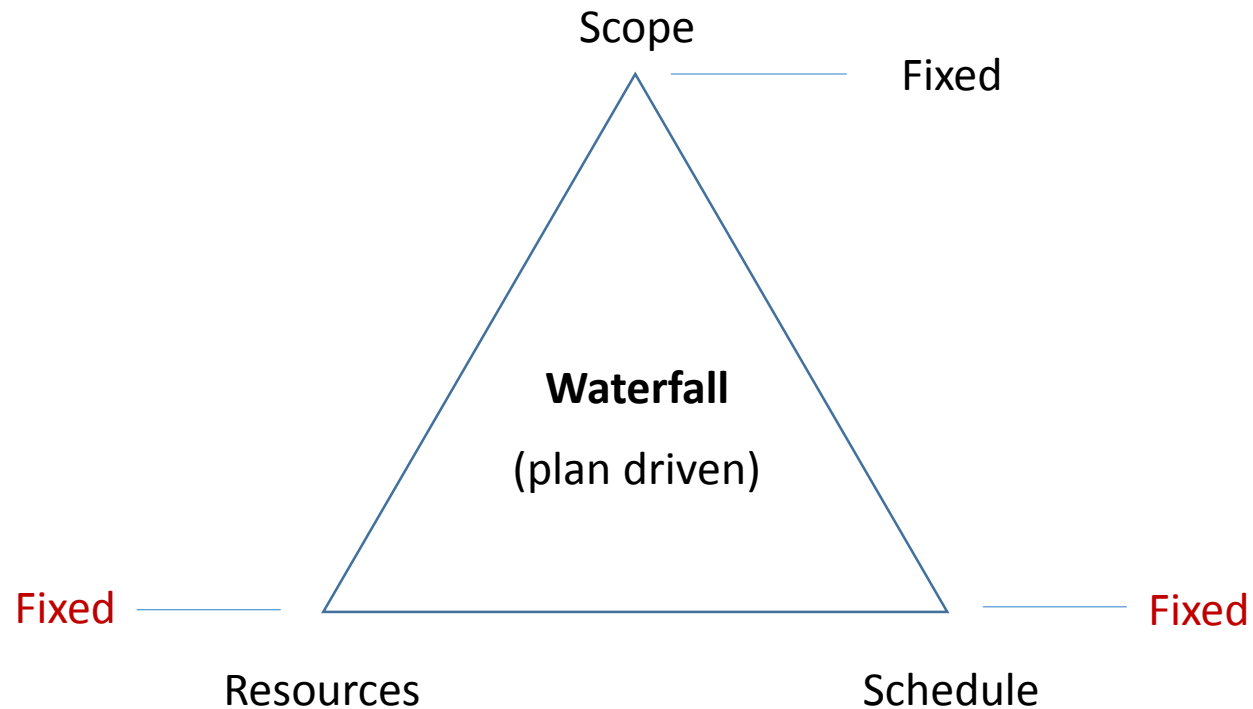 Scope
Fixed
Waterfall
(plan driven)
Fixed
Fixed
Resources
Schedule